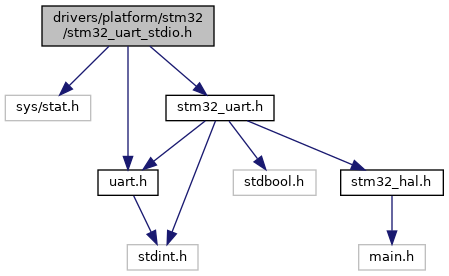 drivers/platform/stm32
/stm32_uart_stdio.h
sys/stat.h
stm32_uart.h
uart.h
stdbool.h
stm32_hal.h
stdint.h
main.h